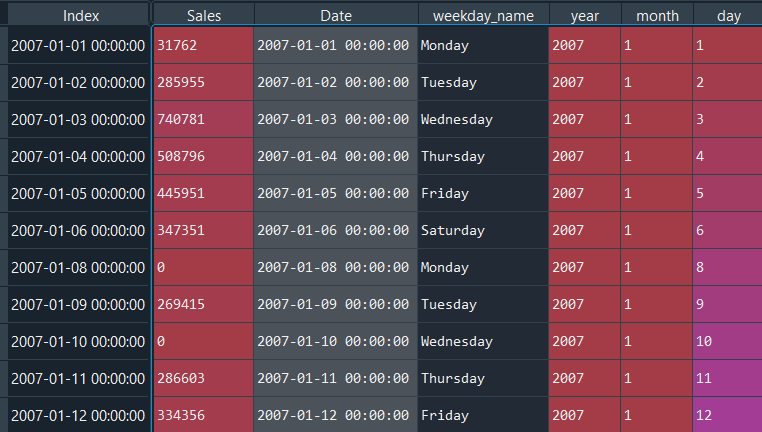 Index Sales Date weekday_name year month day
2007-01-01 00:00:00 31762 2007-01-01 00:00:00 Monday 2007 1 1
2007-01-02 00:00:00 285955 2007-01-02 00:00:00 Tuesday 2007 1 2
2007-01-03 00:00:00 740781 2007-01-03 00:00:00 Wednesday 2007 1 3
2007-01-04 00:00:00 508796 2007-01-04 00:00:00 Thursday 2007 1 4
2007-01-05 00:00:00 445951 2007-01-05 00:00:00 Friday 2007 1 5
2007-01-06 00:00:00 347351 2007-01-06 00:00:00 Saturday 2007 1 6
2007-01-08 00:00:00 0 2007-01-08 00:00:00 Monday 2007 1 8
2007-01-09 00:00:00 269415 2007-01-09 00:00:00 Tuesday 2007 1 9
2007-01-10 00:00:00 0 2007-01-10 00:00:00 Wednesday 2007 1 10
2007-01-11 00:00:00 286603 2007-01-11 00:00:00 Thursday 2007 1 11
2007-01-12 00:00:00 334356 2007-01-12 00:00:00 Friday 2007 1 12